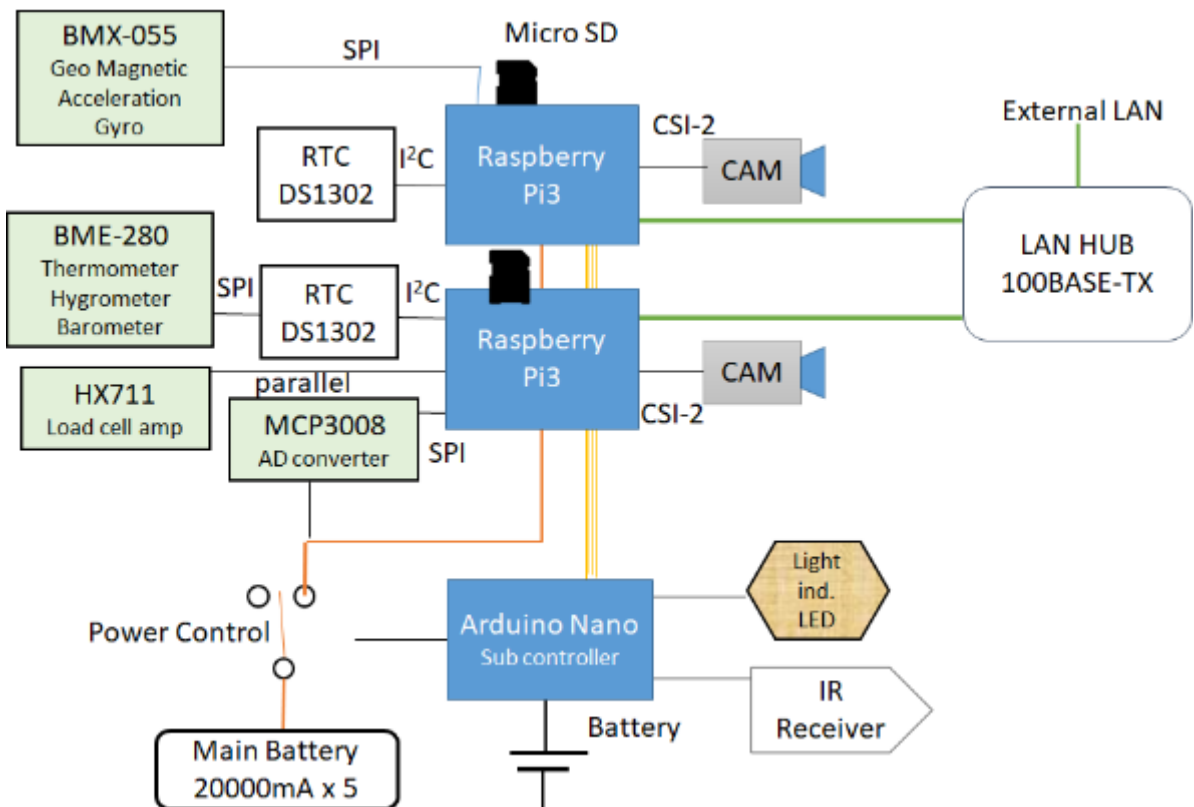 BMX-055
Geo Magnetic
Acceleration
Gyro
SPI
Micro SD
RTC
DS1302
I²C
Raspberry
Pi3
CSI-2
CAM
External LAN
LAN HUB
100BASE-TX
BME-280
Thermometer
Hygrometer
Barometer
SPI
RTC
DS1302
I²C
Raspberry
Pi3
CAM
CSI-2
HX711
Load cell amp
parallel
MCP3008
AD converter
SPI
Power Control
Arduino Nano
Sub controller
Light
ind.
LED
IR
Receiver
Battery
Main Battery
20000mA x 5